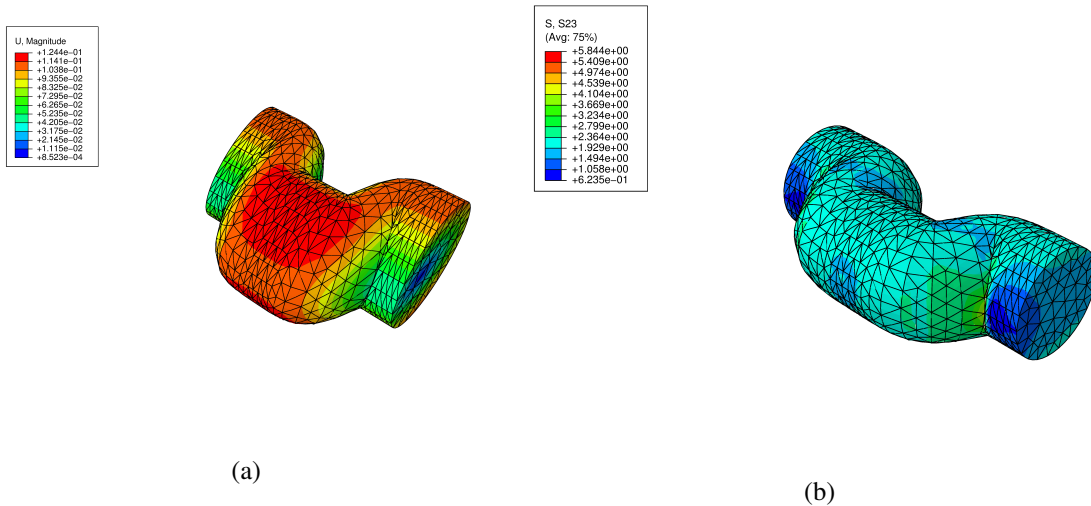 U, Magnitude
+1.244e−01
+1.141e−01
+1.038e−01
+9.355e−02
+8.325e−02
+7.295e−02
+6.265e−02
+5.235e−02
+4.205e−02
+3.175e−02
+2.145e−02
+1.115e−02
+8.523e−04
S, S23
(Avg: 75%)
+5.844e+00
+5.409e+00
+4.974e+00
+4.539e+00
+4.104e+00
+3.669e+00
+3.234e+00
+2.799e+00
+2.364e+00
+1.929e+00
+1.494e+00
+1.058e+00
+6.235e−01
(a)
(b)